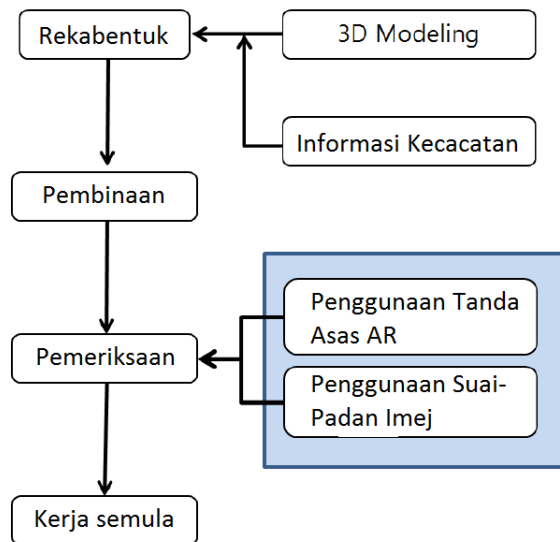 Rekabentuk
3D Modeling
Informasi Kecacatan
Pembinaan
Penggunaan Tanda
Asas AR
Pemeriksaan
Penggunaan Suai-
Padan Imej
Kerja semula